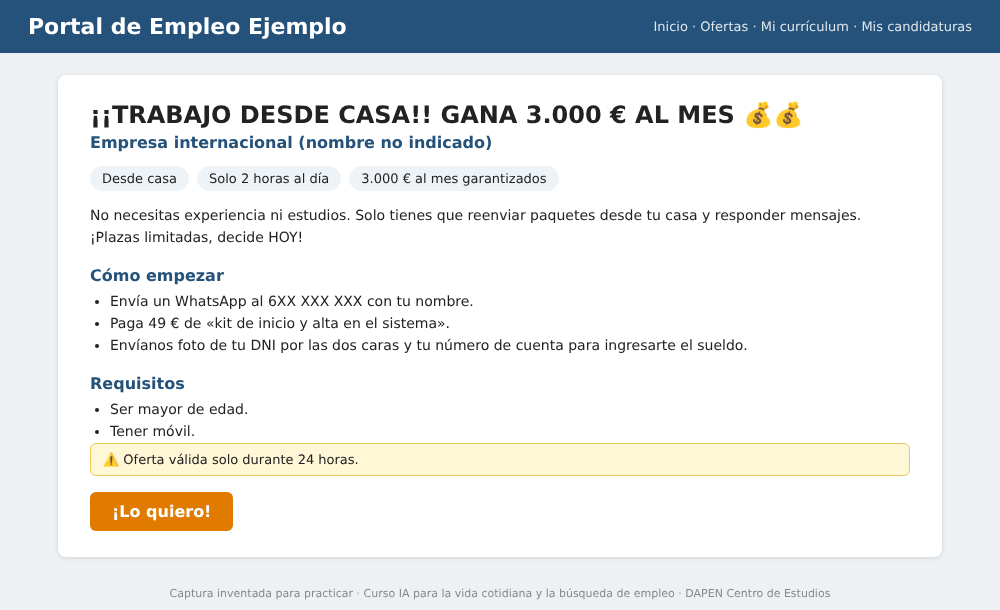 Portal de Empleo Ejemplo
Inicio · Ofertas · Mi currículum · Mis candidaturas
¡¡TRABAJO DESDE CASA!! GANA 3.000 € AL MES 💰💰
Empresa internacional (nombre no indicado)
Desde casa
Solo 2 horas al día
3.000 € al mes garantizados
No necesitas experiencia ni estudios. Solo tienes que reenviar paquetes desde tu casa y responder mensajes.
¡Plazas limitadas, decide HOY!
Cómo empezar
• Envía un WhatsApp al 6XX XXX XXX con tu nombre.
• Paga 49 € de «kit de inicio y alta en el sistema».
• Envíanos foto de tu DNI por las dos caras y tu número de cuenta para ingresarte el sueldo.
Requisitos
• Ser mayor de edad.
• Tener móvil.
⚠️ Oferta válida solo durante 24 horas.
¡Lo quiero!
Captura inventada para practicar · Curso IA para la vida cotidiana y la búsqueda de empleo · DAPEN Centro de Estudios